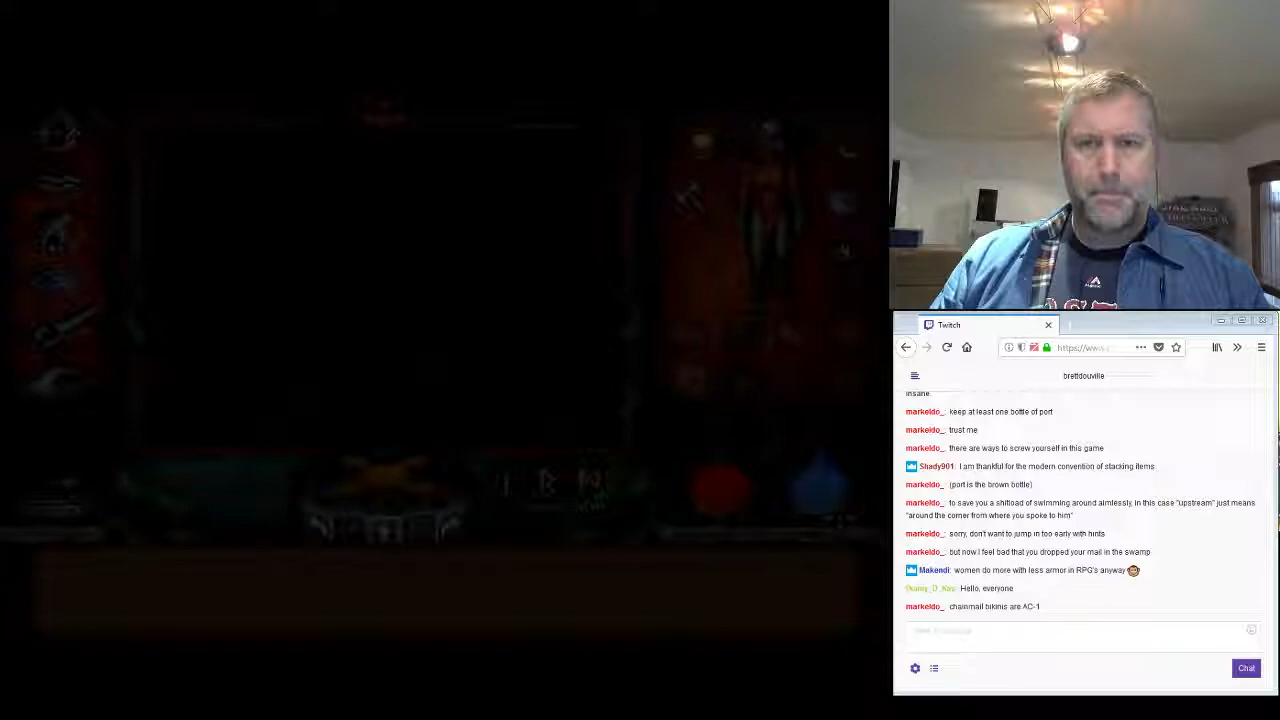 STAR WARS
Twitch
https://www.
brettdouville
insane.
markeldo_: keep at least one bottle of port
markeldo_: trust me
markeldo_: there are ways to screw yourself in this game
Shady901: I am thankful for the modern convention of stacking items
markeldo_: (port is the brown bottle)
markeldo_: to save you a shitload of swimming around aimlessly, in this case "upstream" just means
"around the corner from where you spoke to him"
markeldo_: sorry, don't want to jump in too early with hints
markeldo_: but now I feel bad that you dropped your mail in the swamp
Makendi: women do more with less armor in RPG's anyway
Hello, everyone
markeldo_: chainmail bikinis are AC-1
Chat